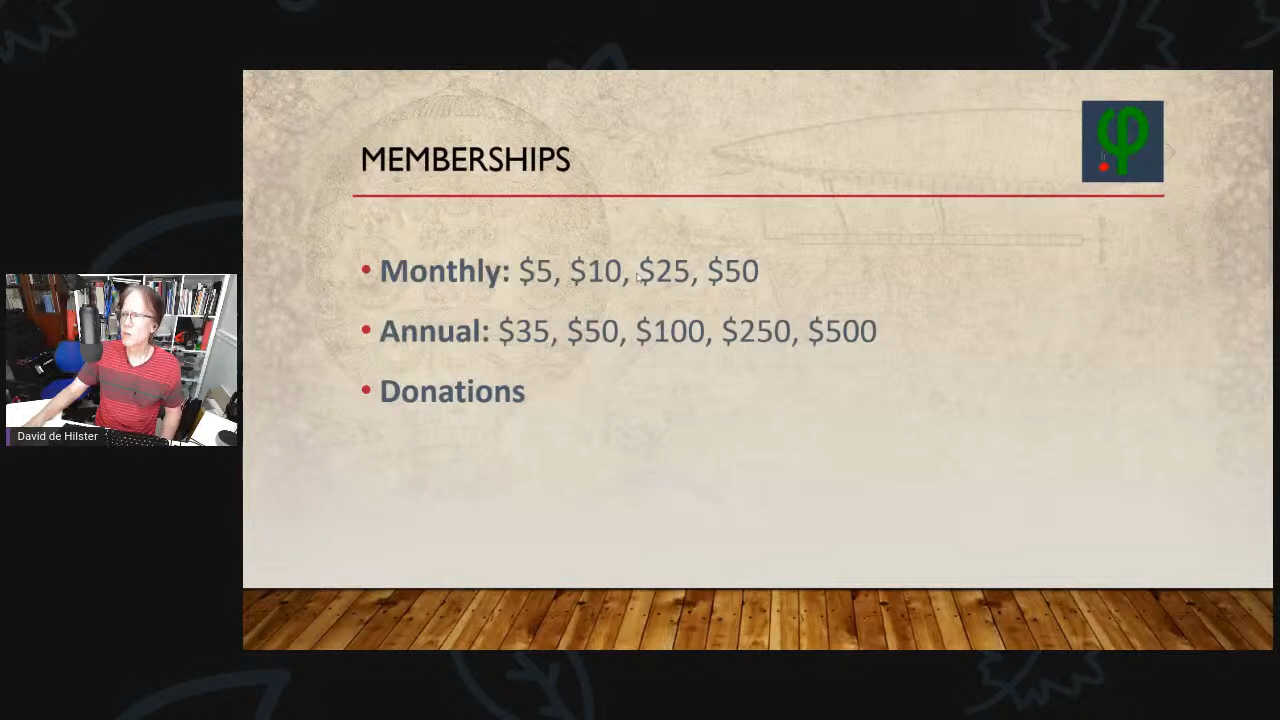 MEMBERSHIPS
• Monthly: $5, $10, $25, $50
• Annual: $35, $50, $100, $250, $500
• Donations
David de Hilster